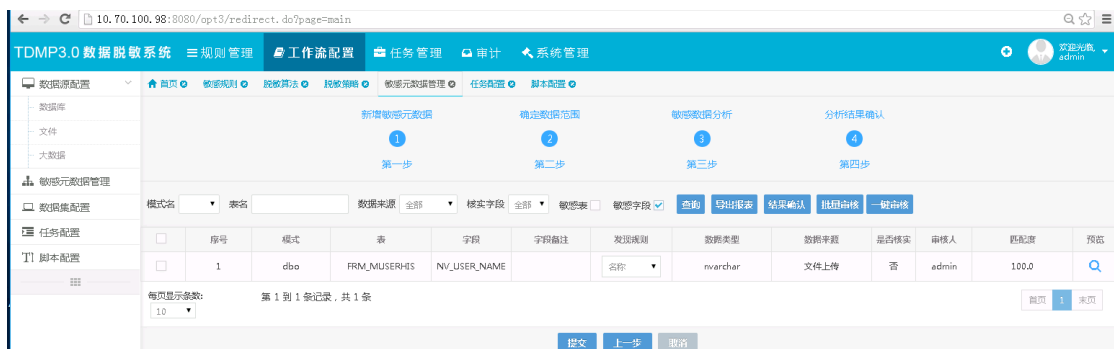 10.70.100.98:8080/opt3/redirect.do?page=main
TDMP3.0 数据脱敏系统 规则管理 工作流配置 任务管理 审计 系统管理 欢迎光临, admin
数据源配置
数据库
文件
大数据
敏感元数据管理
数据集配置
任务配置
脚本配置
首页 敏感规则 脱敏算法 脱敏策略 敏感元数据管理 任务配置 脚本配置
新增敏感元数据 确定数据范围 敏感数据分析 分析结果确认
1 2 3 4
第一步 第二步 第三步 第四步
模式名 表名 数据来源 全部 核实字段 全部 敏感表 敏感字段 查询 导出报表 结果确认 批量审核 一键审核
序号 模式 表 字段 字段备注 发现规则 数据类型 数据来源 是否核实 审核人 匹配度 预览
1 dbo FRM_MUSERHIS NV_USER_NAME 名称 nvarchar 文件上传 否 admin 100.0
每页显示条数: 第 1 到 1 条记录，共 1 条 首页 1 末页
10
提交 上一步 取消